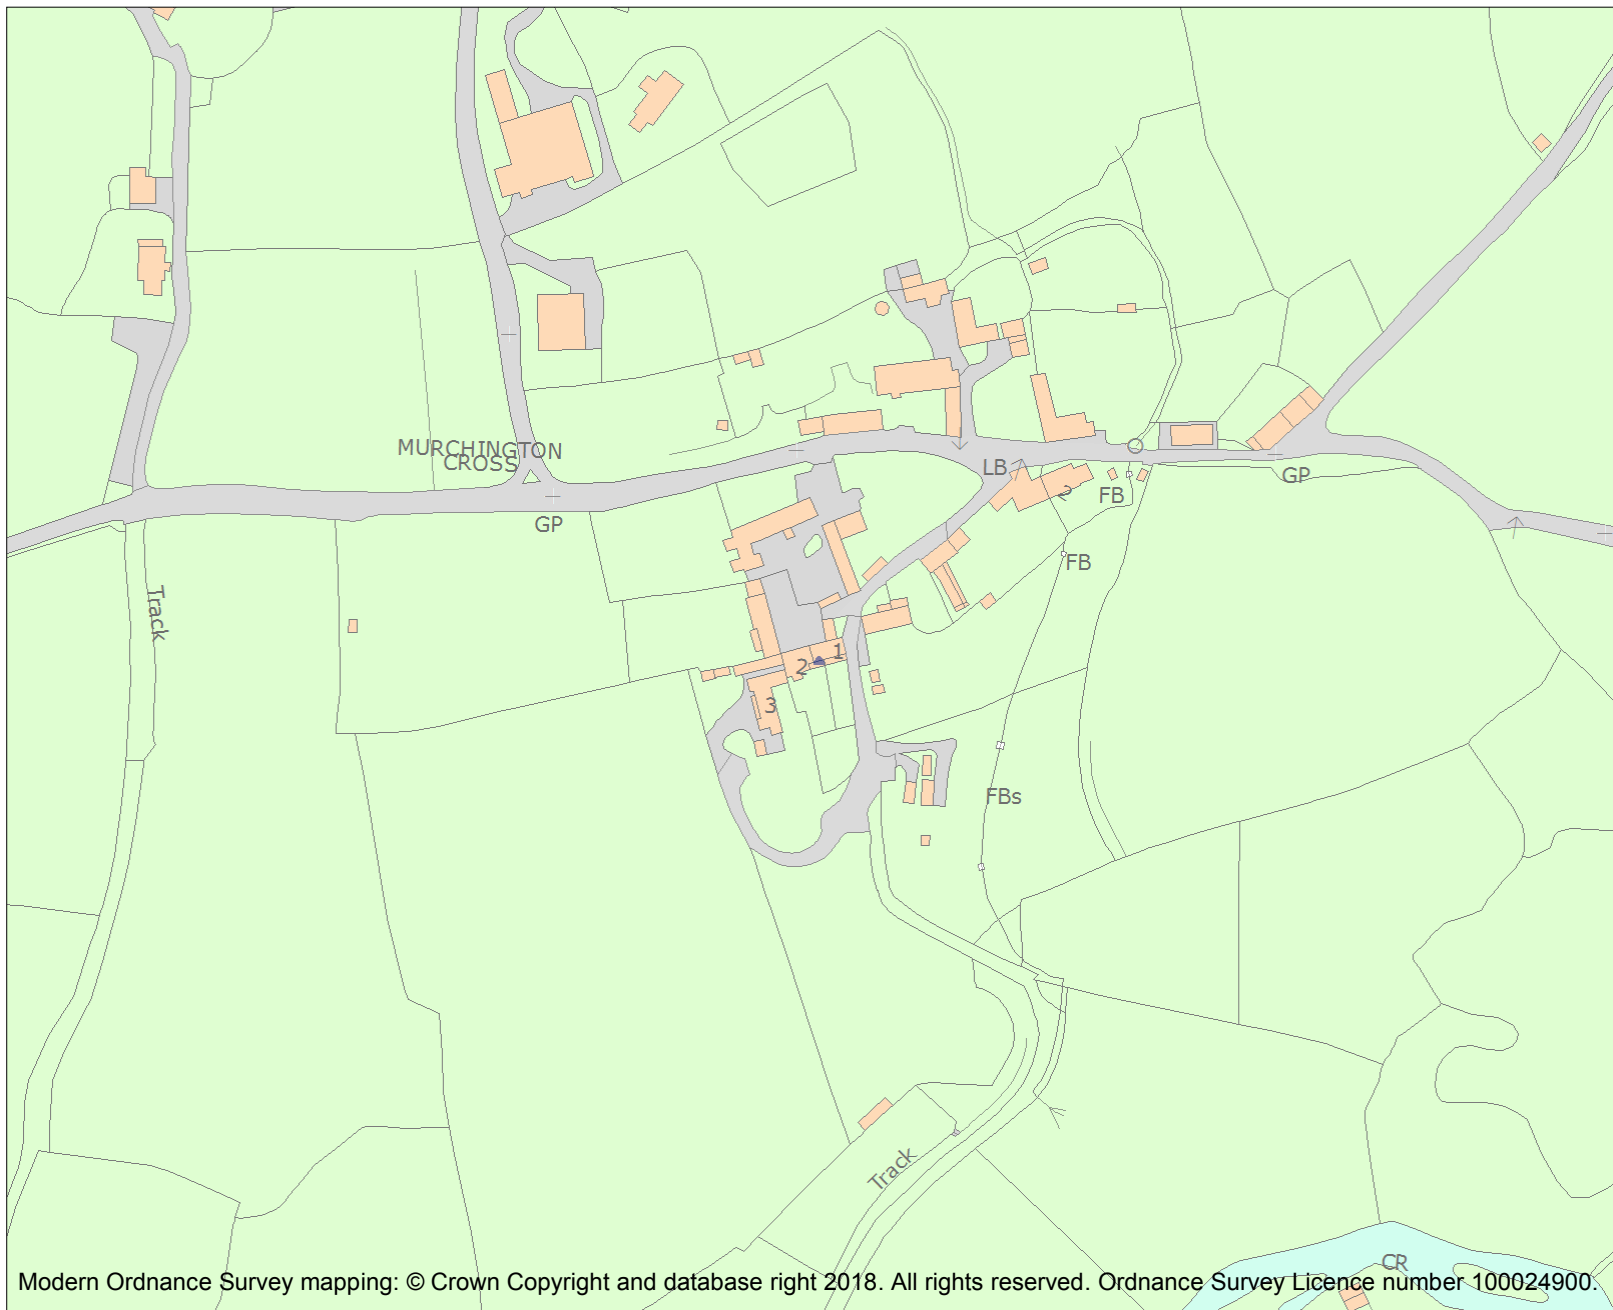 MURCHINGTON
CROSS
LB
2
FB
GP
GP
FB
Track
1
2
3
FBs
Track
CR
Modern Ordnance Survey mapping: © Crown Copyright and database right 2018. All rights reserved. Ordnance Survey Licence number 100024900.